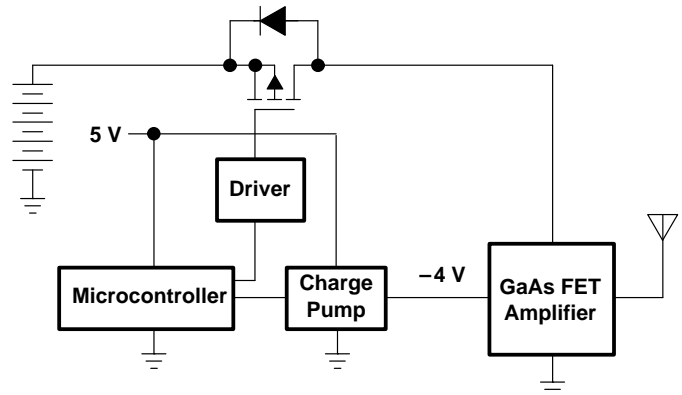 5 V
Driver
Microcontroller
Charge
Pump
−4 V
GaAs FET
Amplifier